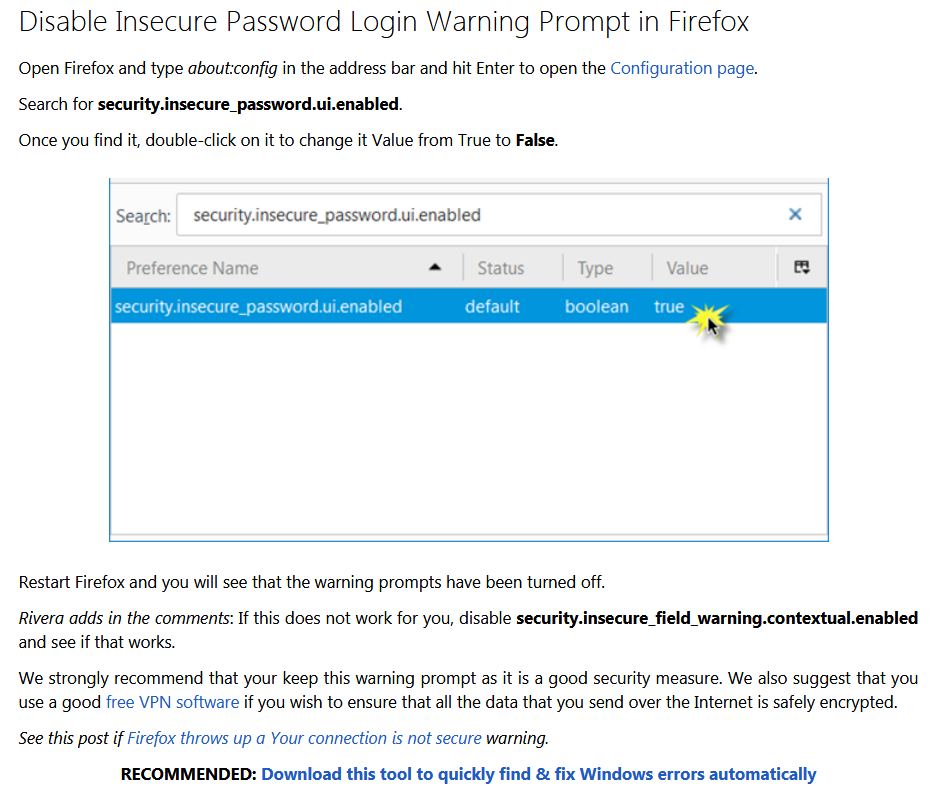 Disable Insecure Password Login Warning Prompt in Firefox
Open Firefox and type about:config in the address bar and hit Enter to open the Configuration page.
Search for security.insecure_password.ui.enabled.
Once you find it, double-click on it to change it Value from True to False.
Search: security.insecure_password.ui.enabled
Preference Name Status Type Value
security.insecure_password.ui.enabled default boolean true
Restart Firefox and you will see that the warning prompts have been turned off.
Rivera adds in the comments: If this does not work for you, disable security.insecure_field_warning.contextual.enabled
and see if that works.
We strongly recommend that your keep this warning prompt as it is a good security measure. We also suggest that you
use a good free VPN software if you wish to ensure that all the data that you send over the Internet is safely encrypted.
See this post if Firefox throws up a Your connection is not secure warning.
RECOMMENDED: Download this tool to quickly find & fix Windows errors automatically